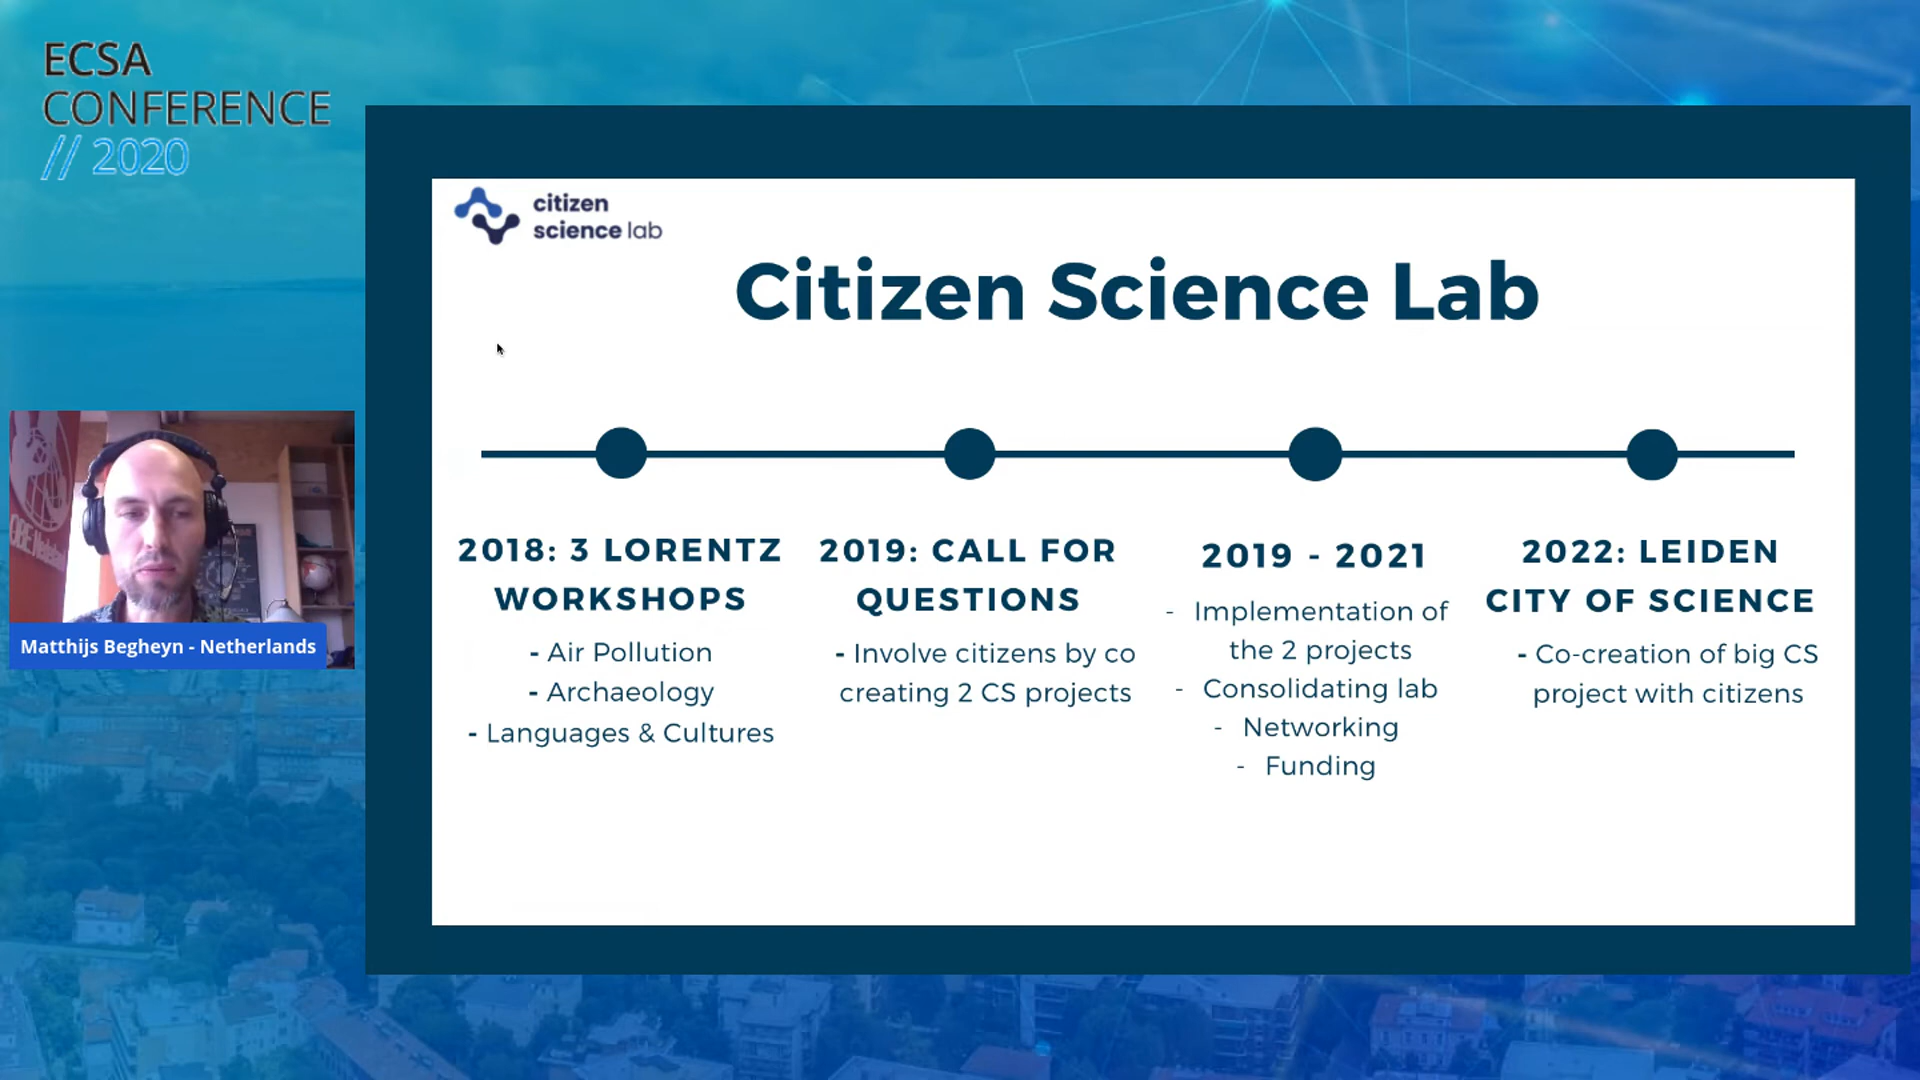 ECSA
CONFERENCE
// 2020
citizen
science lab
Citizen Science Lab
2018: 3 LORENTZ
WORKSHOPS
- Air Pollution
- Archaeology
- Languages & Cultures
2019: CALL FOR
QUESTIONS
- Involve citizens by co
creating 2 CS projects
2019 - 2021
- Implementation of
the 2 projects
- Consolidating lab
- Networking
- Funding
2022: LEIDEN
CITY OF SCIENCE
- Co-creation of big CS
project with citizens
Matthijs Begheyn - Netherlands